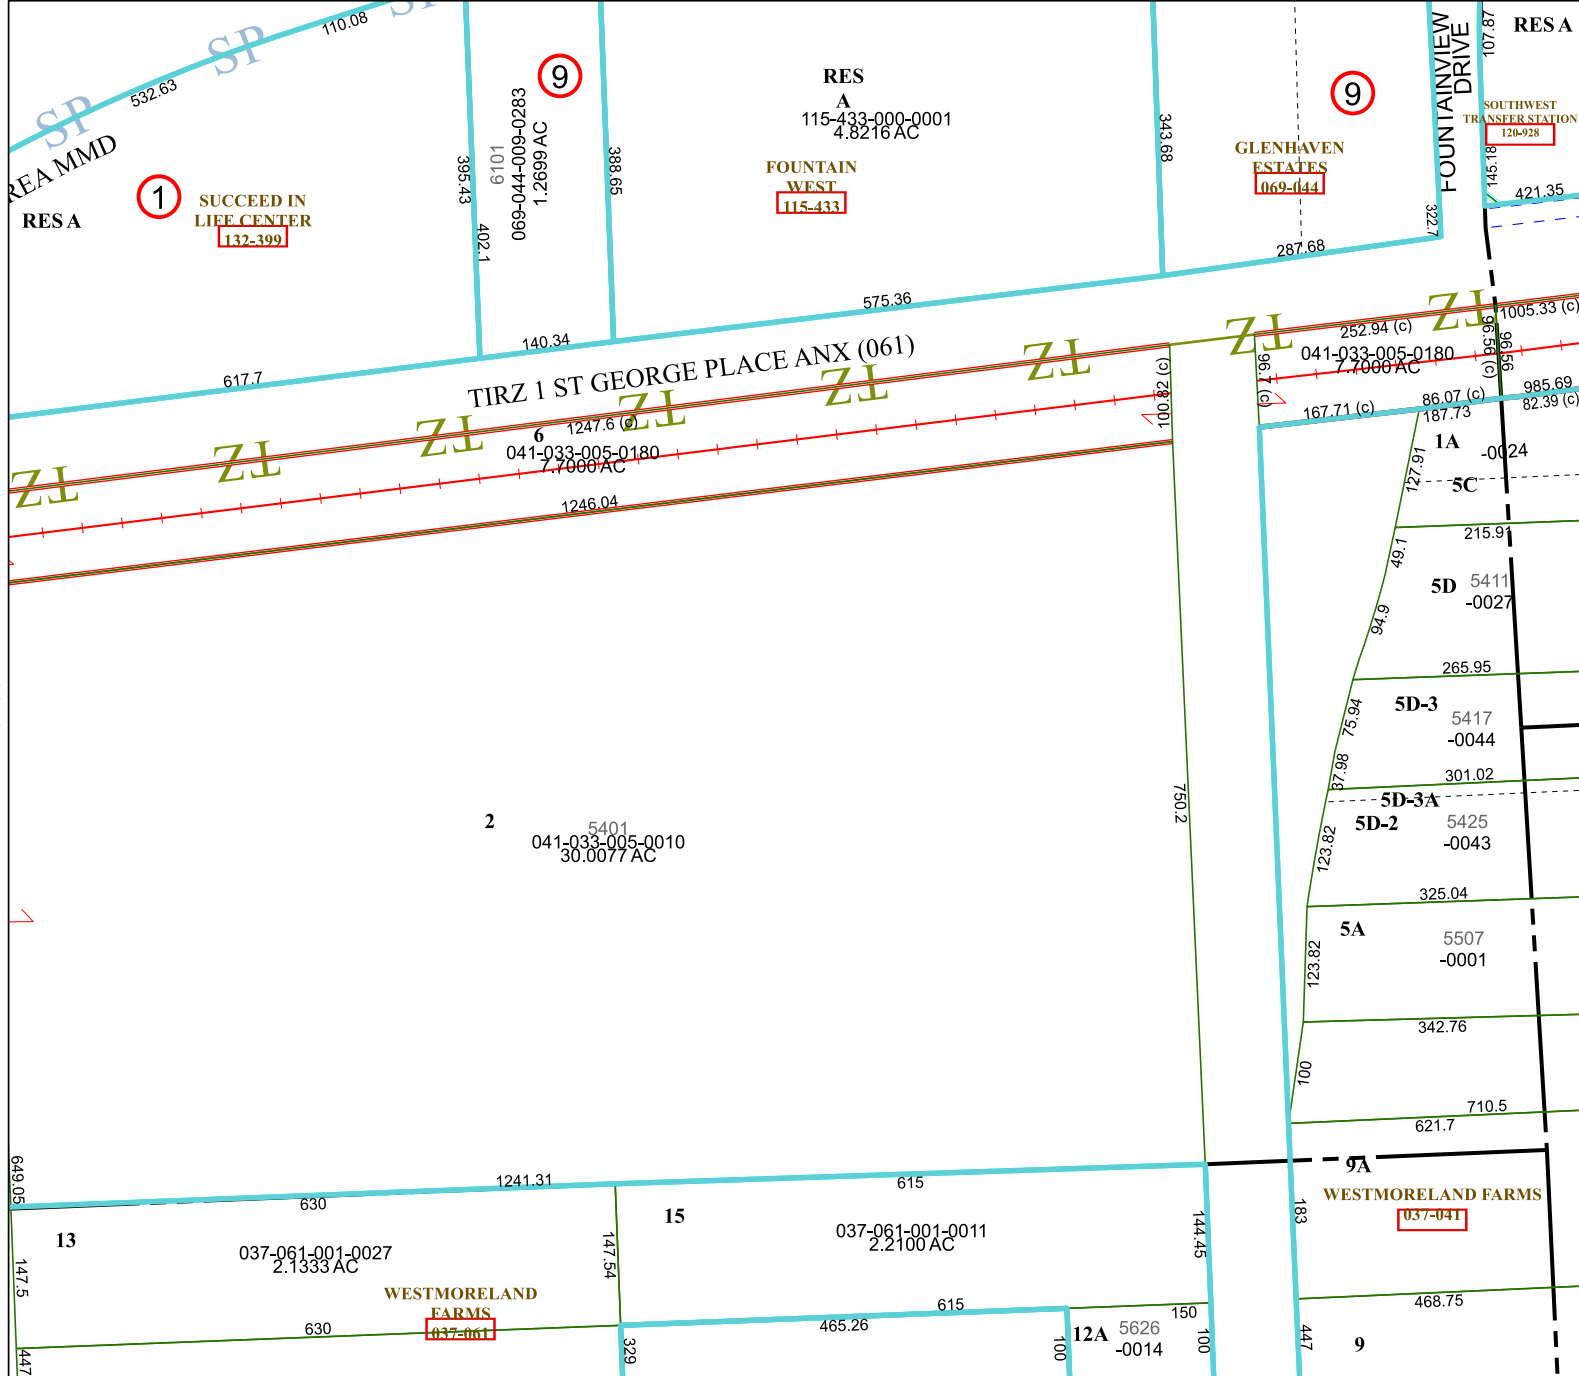 SP
110.08
SP
532.63
SP
REA MMD
RES A
1
SUCCEED IN
LIFE CENTER
132-399
395.43
402.1
6101
069-044-009-0283
1.2699 AC
9
388.65
RES
A
115-433-000-0001
4.8216 AC
FOUNTAIN
WEST
115-433
343.68
GLENHAVEN
ESTATES
069-044
9
322.7
FOUNTAINVIEW
DRIVE
107.87
RES A
SOUTHWEST
TRANSFER STATION
120-928
145.18
421.35
287.68
575.36
140.34
617.7
TIRZ 1 ST GEORGE PLACE ANX (061)
TZ
TZ
TZ
TZ
TZ
TZ
TZ
TZ
252.94 (c)
1005.33 (c)
041-033-005-0180
7.7000 AC
96.56 (c)
96.56
96.7 (c)
100.82 (c)
167.71 (c)
86.07 (c)
187.73
985.69
82.39 (c)
6
1247.6 (c)
041-033-005-0180
7.7000 AC
1246.04
1A
-0024
127.91
5C
215.91
49.1
5D
5411
-0027
94.9
265.95
5D-3
5417
-0044
75.94
37.98
301.02
5D-3A
5D-2
5425
-0043
123.82
325.04
5A
5507
-0001
123.82
342.76
100
710.5
621.7
750.2
2
5401
041-033-005-0010
30.0077 AC
649.05
1241.31
630
615
9A
WESTMORELAND FARMS
037-041
183
144.45
13
15
037-061-001-0027
2.1333 AC
037-061-001-0011
2.2100 AC
147.5
147.54
WESTMORELAND
FARMS
037-061
630
615
465.26
150
468.75
447
329
100
12A
5626
-0014
100
447
9